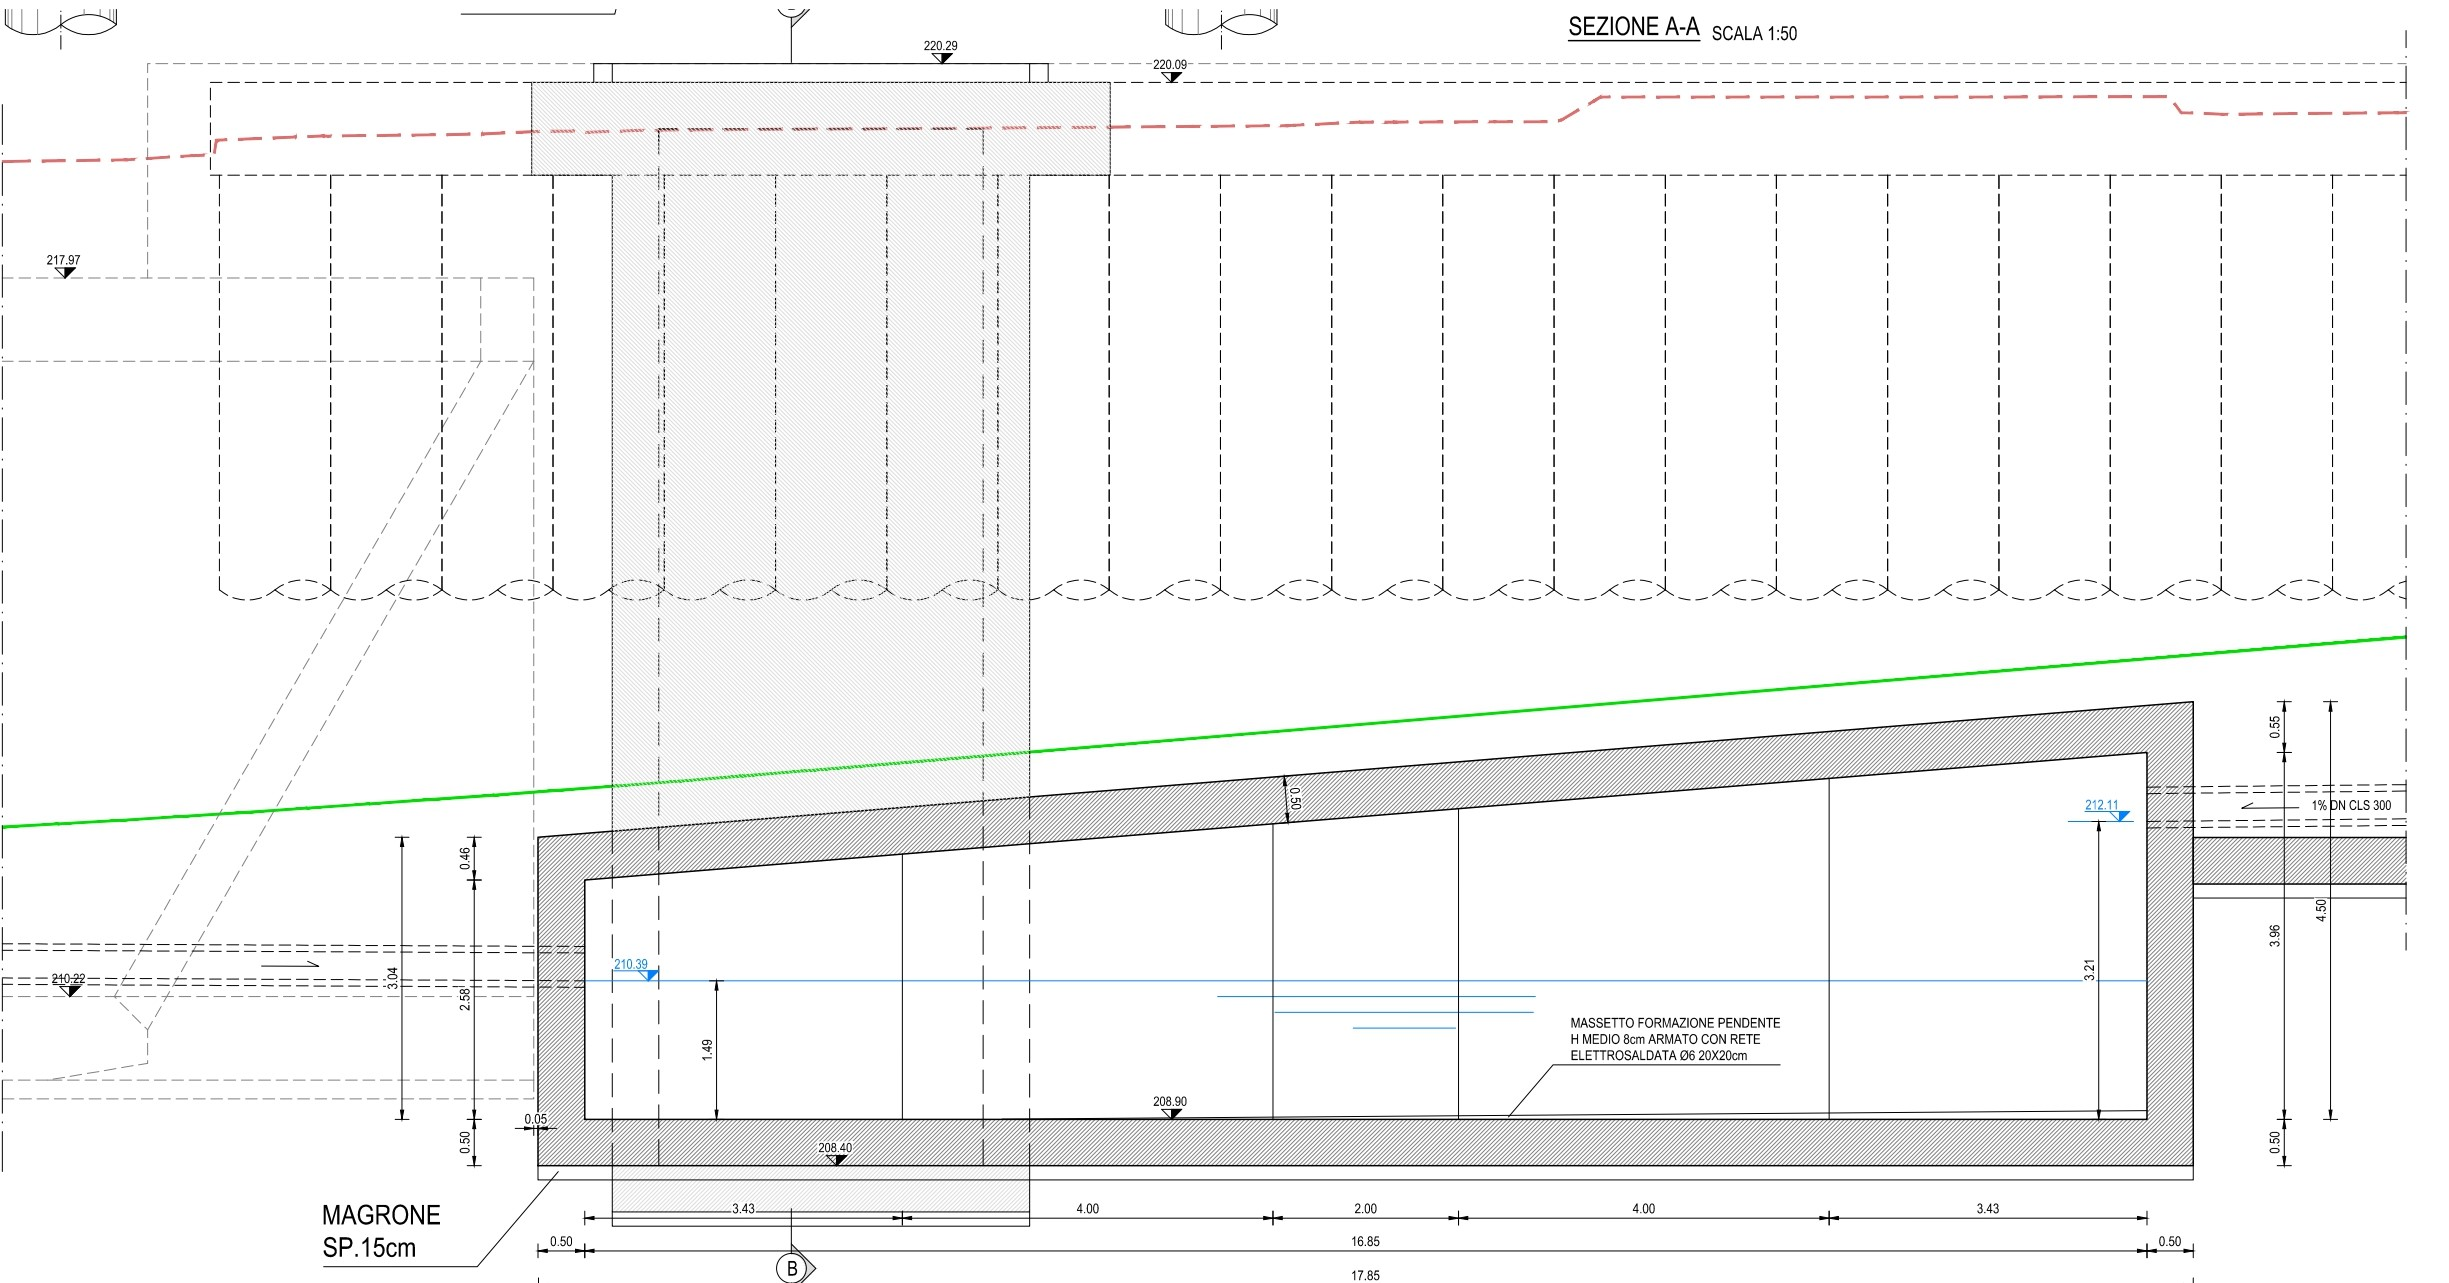 SEZIONE A-A SCALA 1:50
220.29
220.09
217.97
0.55
212.11
1% DN CLS 300
0.50
0.46
4.50
3.96
210.39
210.22
3.04
2.58
3.21
1.49
MASSETTO FORMAZIONE PENDENTE
H MEDIO 8cm ARMATO CON RETE
ELETTROSALDATA Ø6 20X20cm
208.90
0.05
0.50
208.40
0.50
MAGRONE
SP.15cm
3.43 4.00 2.00 4.00 3.43
0.50 16.85 0.50
B
17.85